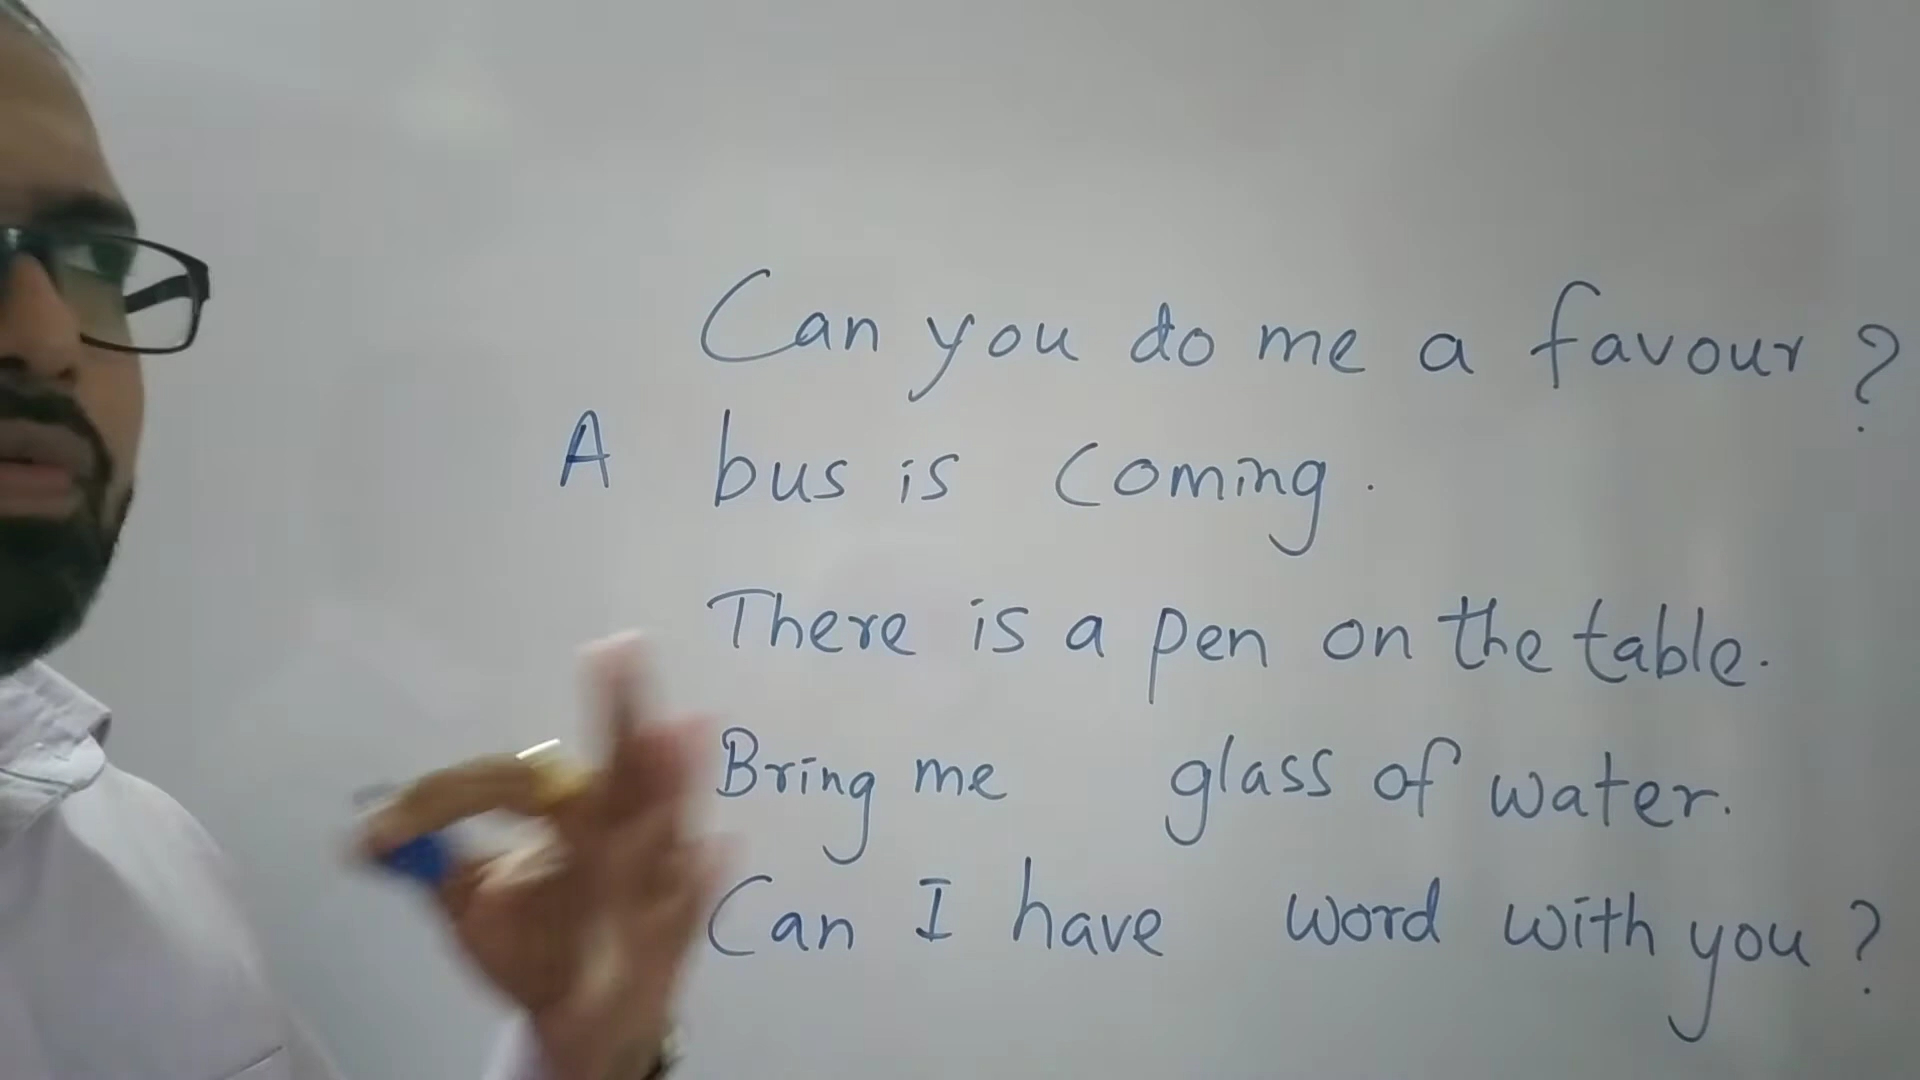 Can you do me a favour?
A bus is coming.
There is a pen on the table.
Bring me glass of water.
Can I have word with you?